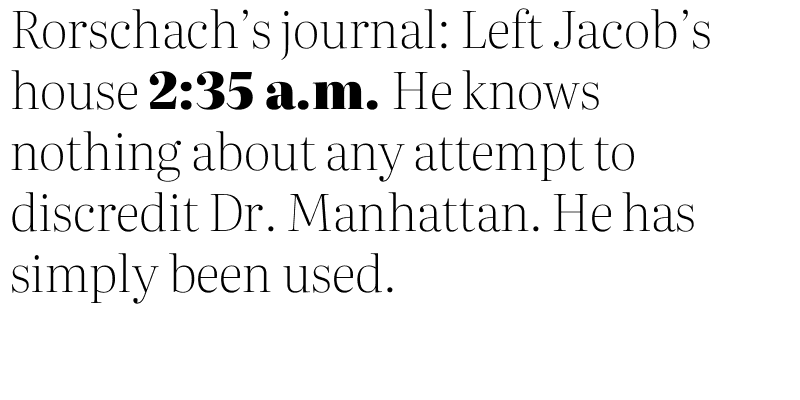 Rorschach’s journal: Left Jacob’s
house 2:35 a.m. He knows
nothing about any attempt to
discredit Dr. Manhattan. He has
simply been used.